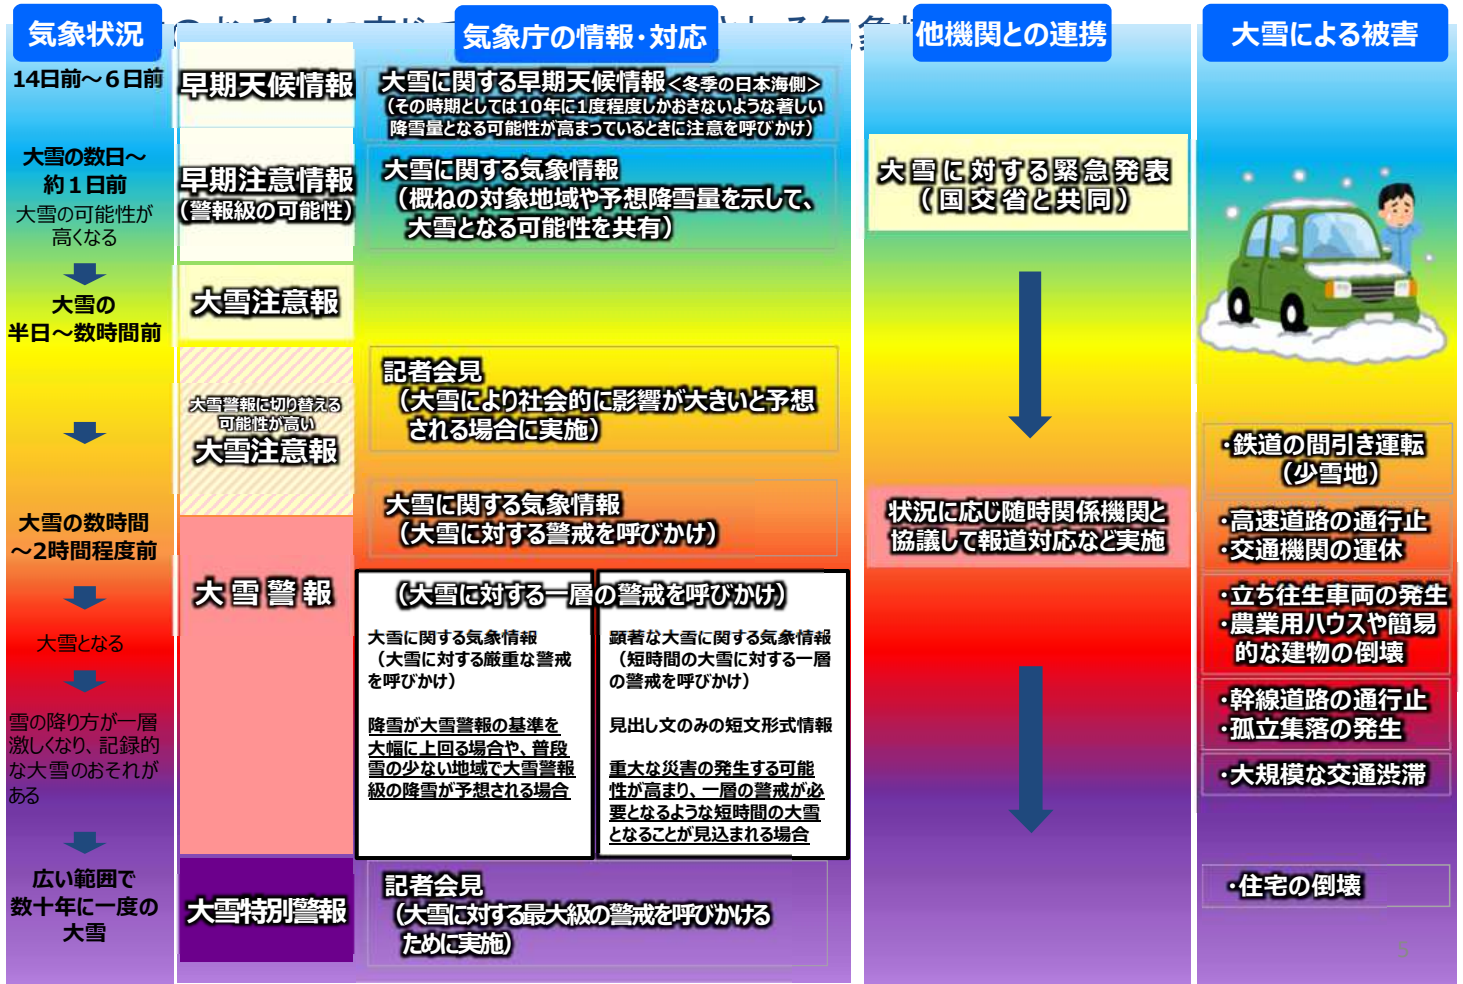 気象状況
気象庁の情報・対応
他機関との連携
大雪による被害
14日前～６日前
早期天候情報
大雪に関する早期天候情報<冬季の日本海側>
（その時期としては10年に1度程度しかおきないような著しい
降雪量となる可能性が高まっているときに注意を呼びかけ）
大雪の数日～
約１日前
大雪の可能性が
高くなる
早期注意情報
（警報級の可能性）
大雪に関する気象情報
（概ねの対象地域や予想降雪量を示して、
大雪となる可能性を共有）
大雪に対する緊急発表
（国交省と共同）
大雪の
半日～数時間前
大雪注意報
大雪警報に切り替える
可能性が高い
大雪注意報
記者会見
（大雪により社会的に影響が大きいと予想
される場合に実施）
・鉄道の間引き運転
（少雪地）
大雪の数時間
～2時間程度前
大雪に関する気象情報
（大雪に対する警戒を呼びかけ）
状況に応じ随時関係機関と
協議して報道対応など実施
・高速道路の通行止
・交通機関の運休
大雪警報
（大雪に対する一層の警戒を呼びかけ）
大雪に関する気象情報
（大雪に対する厳重な警戒
を呼びかけ）
降雪が大雪警報の基準を
大幅に上回る場合や、普段
雪の少ない地域で大雪警報
級の降雪が予想される場合
顕著な大雪に関する気象情報
（短時間の大雪に対する一層
の警戒を呼びかけ）
見出し文のみの短文形式情報
重大な災害の発生する可能
性が高まり、一層の警戒が必
要となるような短時間の大雪
となることが見込まれる場合
・立ち往生車両の発生
・農業用ハウスや簡易
的な建物の倒壊
大雪となる
雪の降り方が一層
激しくなり、記録的
な大雪のおそれが
ある
・幹線道路の通行止
・孤立集落の発生
・大規模な交通渋滞
広い範囲で
数十年に一度の
大雪
大雪特別警報
記者会見
（大雪に対する最大級の警戒を呼びかける
ために実施）
・住宅の倒壊
5